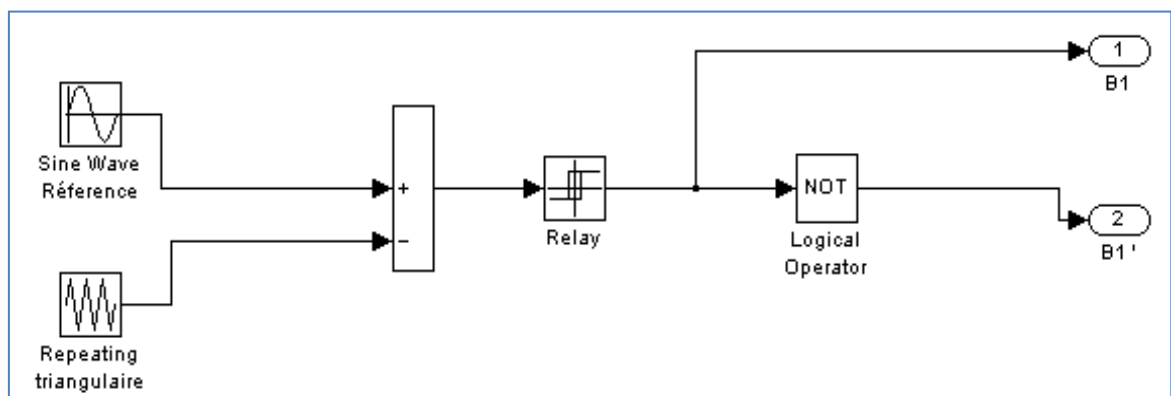 1
B1
Sine Wave
Réference
+
Relay
NOT
Logical
Operator
2
B1 '
−
Repeating
triangulaire